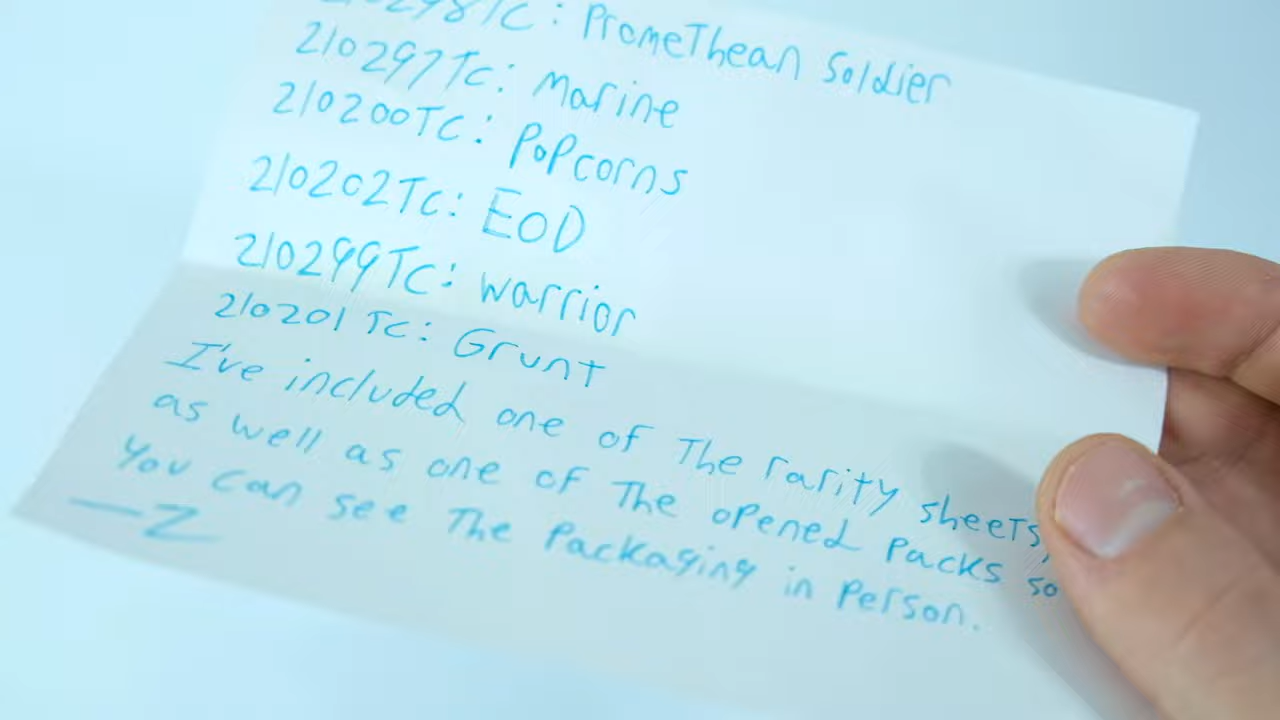 298TC: Promethean Soldier
210297TC: Marine
210200TC: Popcorns
210202TC: EOD
210299TC: warrior
210201TC: Grunt
I've included one of The rarity sheets,
as well as one of The opened packs so
You can see The Packaging in Person.
—Z